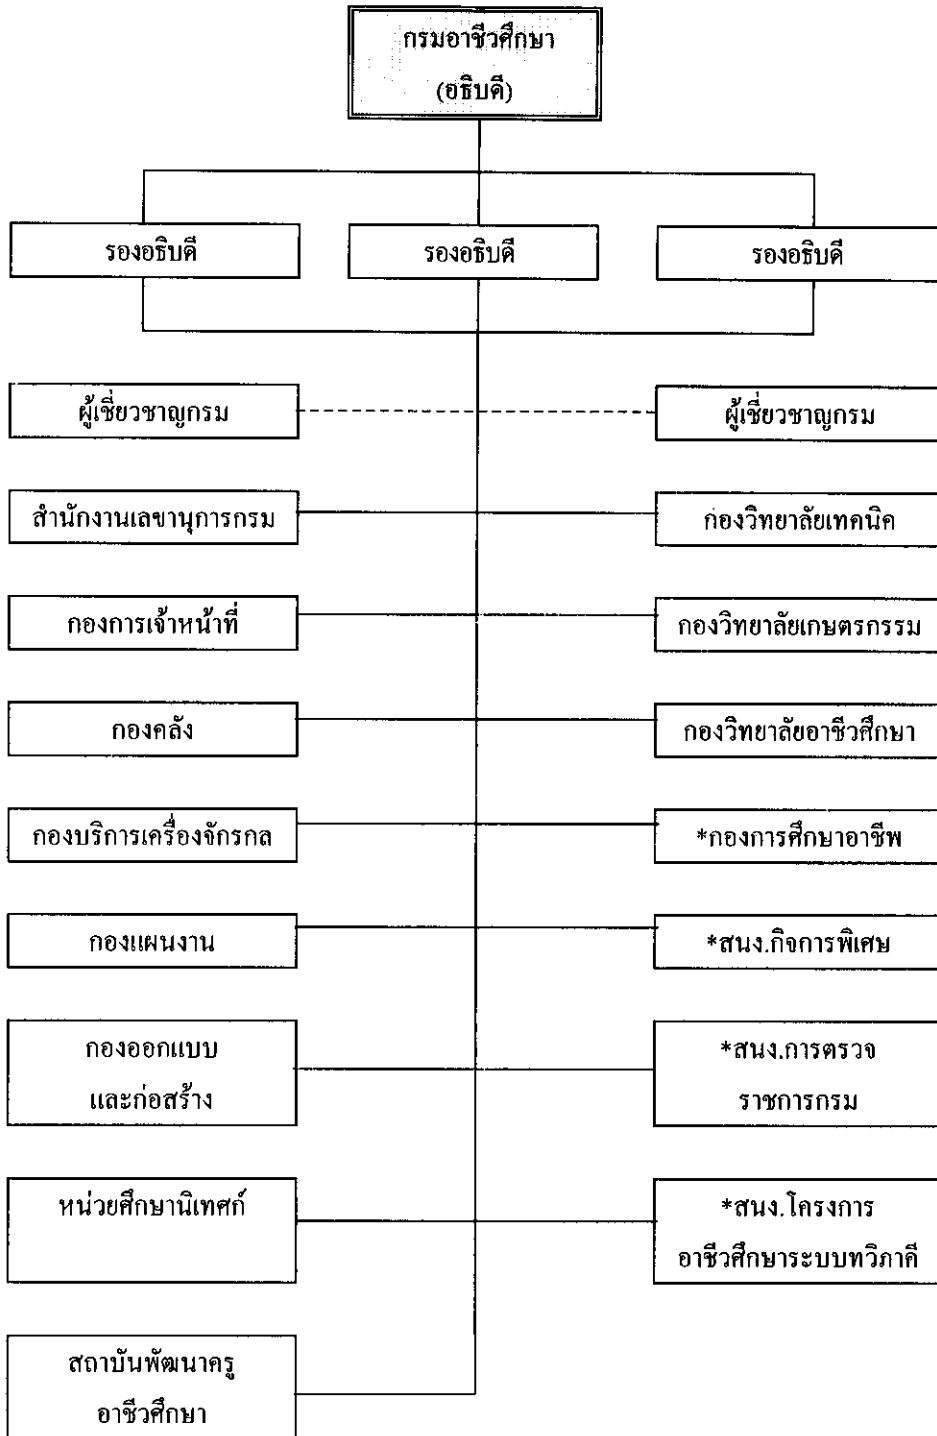 กรมอาชีวศึกษา
(อธิบดี)
รองอธิบดี
รองอธิบดี
รองอธิบดี
ผู้เชี่ยวชาญกรม
ผู้เชี่ยวชาญกรม
สำนักงานเลขานุการกรม
กองวิทยาลัยเทคนิค
กองการเจ้าหน้าที่
กองวิทยาลัยเกษตรกรรม
กองคลัง
กองวิทยาลัยอาชีวศึกษา
กองบริการเครื่องจักรกล
*กองการศึกษาอาชีพ
กองแผนงาน
*สนง.กิจการพิเศษ
กองออกแบบ
และก่อสร้าง
*สนง.การตรวจ
ราชการกรม
หน่วยศึกษานิเทศก์
*สนง.โครงการ
อาชีวศึกษาระบบทวิภาคี
สถาบันพัฒนาครู
อาชีวศึกษา